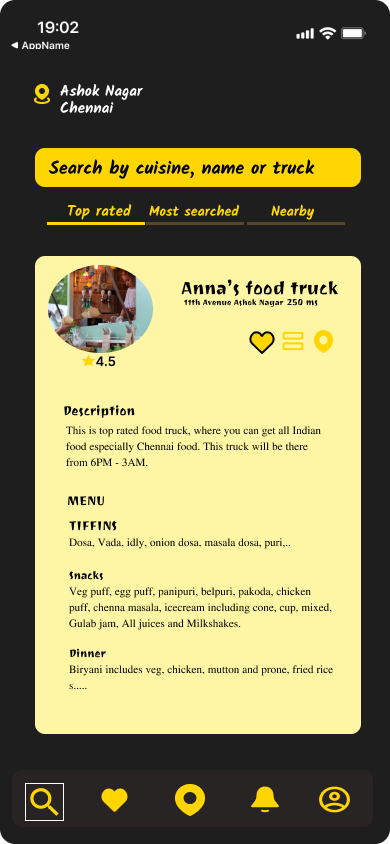 19:02
AppName
Ashok Nagar
Chennai
Search by cuisine, name or truck
Top rated Most searched Nearby
Anna's food truck
11th Avenue Ashok Nagar 250 ms
4.5
Description
This is top rated food truck, where you can get all Indian
food especially Chennai food. This truck will be there
from 6PM - 3AM.
MENU
TIFFINS
Dosa, Vada, idly, onion dosa, masala dosa, puri,..
Snacks
Veg puff, egg puff, panipuri, belpuri, pakoda, chicken
puff, chenna masala, icecream including cone, cup, mixed,
Gulab jam, All juices and Milkshakes.
Dinner
Biryani includes veg, chicken, mutton and prone, fried rice
s.....